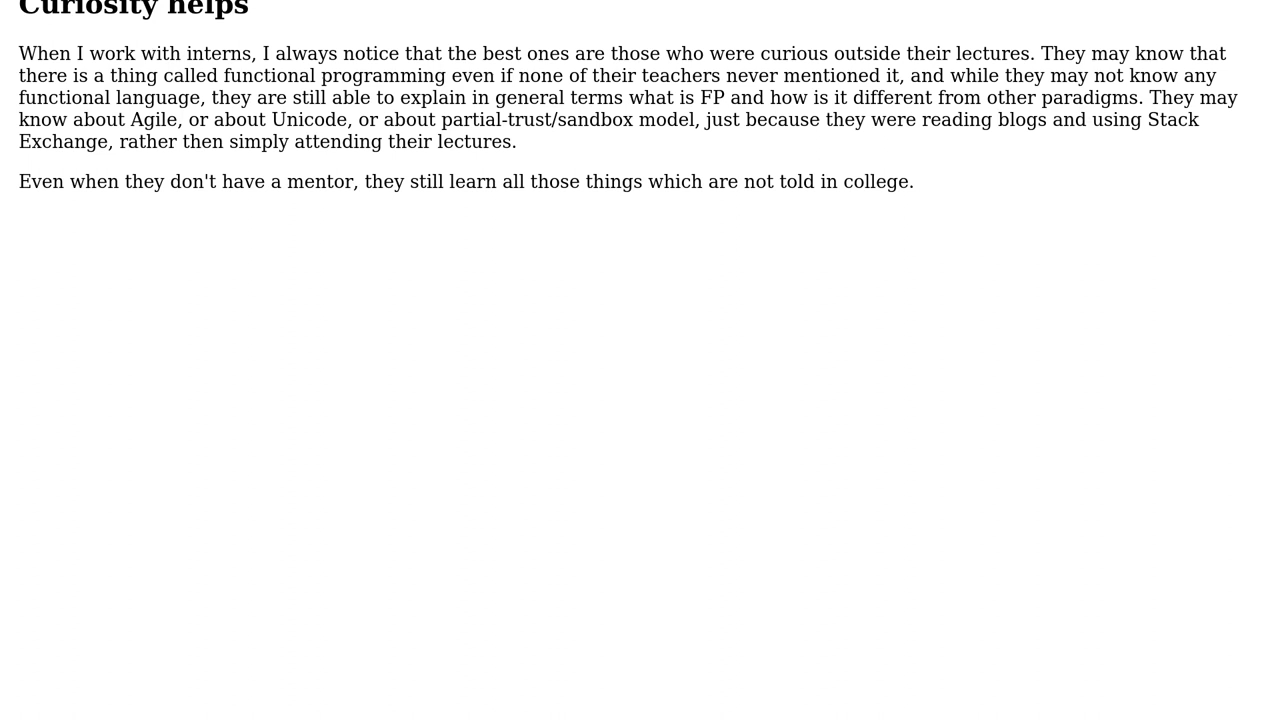 Curiosity helps
When I work with interns, I always notice that the best ones are those who were curious outside their lectures. They may know that
there is a thing called functional programming even if none of their teachers never mentioned it, and while they may not know any
functional language, they are still able to explain in general terms what is FP and how is it different from other paradigms. They may
know about Agile, or about Unicode, or about partial-trust/sandbox model, just because they were reading blogs and using Stack
Exchange, rather then simply attending their lectures.
Even when they don't have a mentor, they still learn all those things which are not told in college.